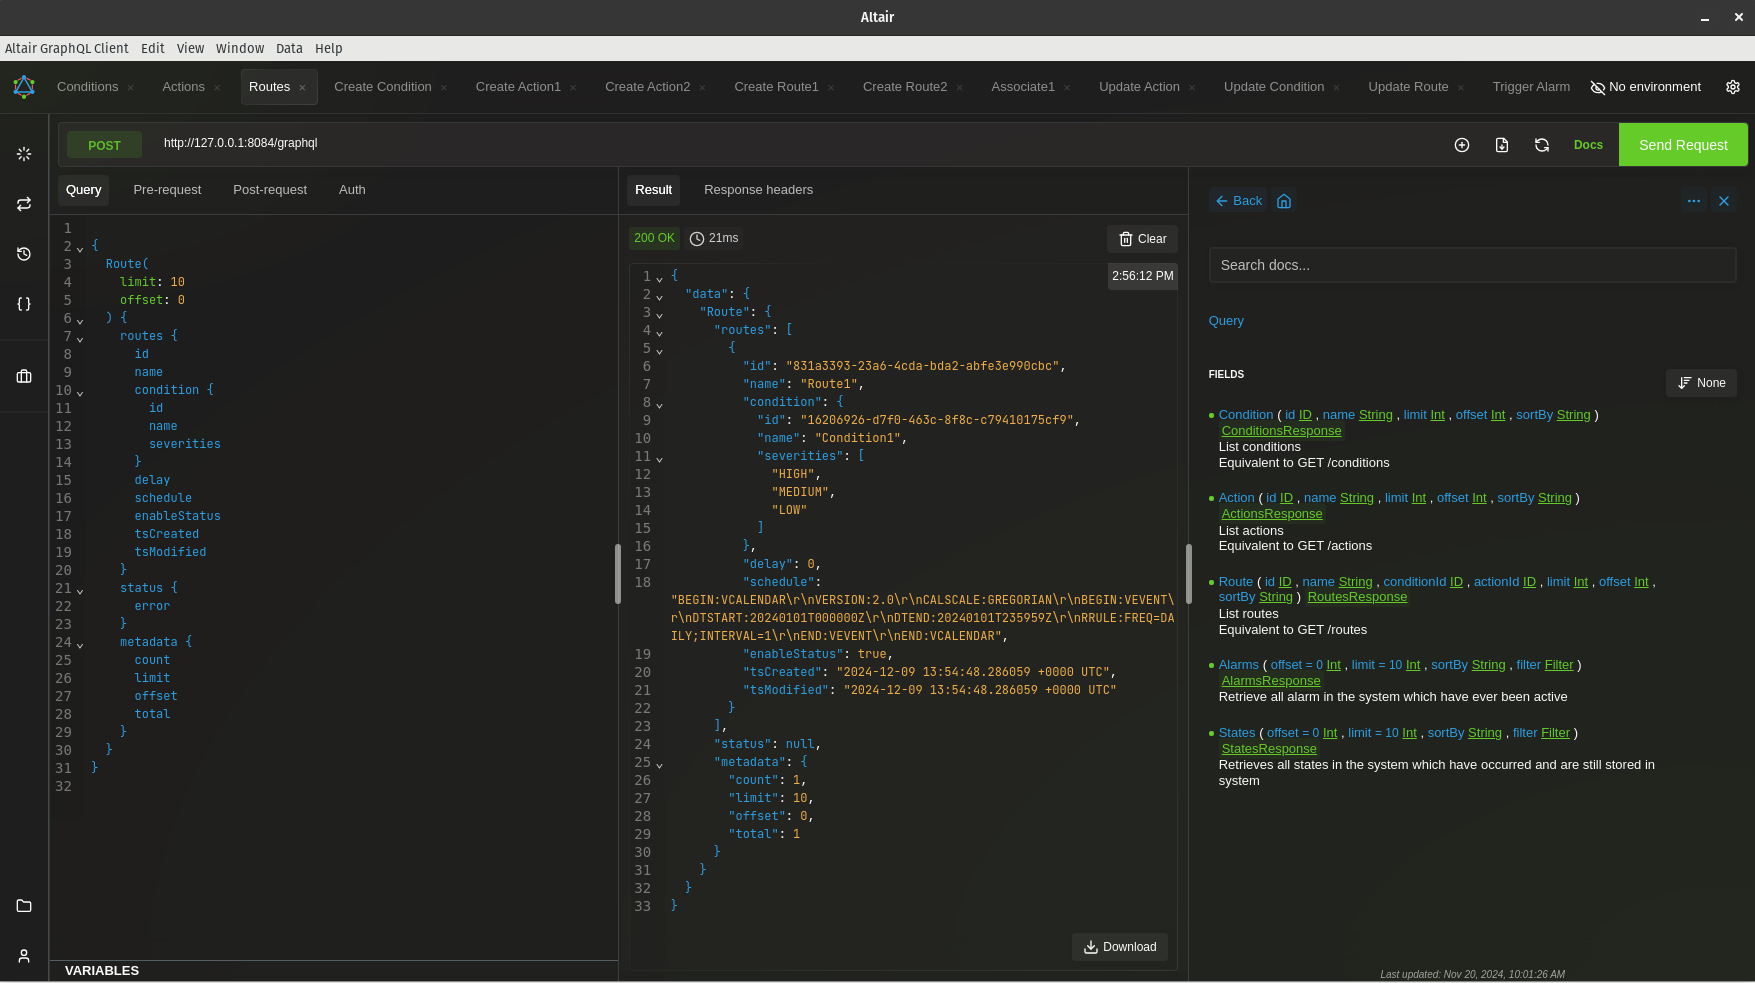 Altair
Altair GraphQL Client Edit View Window Data Help
Conditions × Actions × Routes × Create Condition × Create Action1 × Create Action2 × Create Route1 × Create Route2 × Associate1 × Update Action × Update Condition × Update Route × Trigger Alarm No environment
POST http://127.0.0.1:8084/graphql Docs Send Request
Query Pre-request Post-request Auth
1
2 {
3 Route(
4 limit: 10
5 offset: 0
6 ) {
7 routes {
8 id
9 name
10 condition {
11 id
12 name
13 severities
14 }
15 delay
16 schedule
17 enableStatus
18 tsCreated
19 tsModified
20 }
21 status {
22 error
23 }
24 metadata {
25 count
26 limit
27 offset
28 total
29 }
30 }
31 }
32
VARIABLES
Result Response headers
200 OK 21ms Clear
2:56:12 PM
1 {
2 "data": {
3 "Route": {
4 "routes": [
5 {
6 "id": "831a3393-23a6-4cda-bda2-abfe3e990cbc",
7 "name": "Route1",
8 "condition": {
9 "id": "16206926-d7f0-463c-8f8c-c79410175cf9",
10 "name": "Condition1",
11 "severities": [
12 "HIGH",
13 "MEDIUM",
14 "LOW"
15 ]
16 },
17 "delay": 0,
18 "schedule":
"BEGIN:VCALENDAR\r\nVERSION:2.0\r\nCALSCALE:GREGORIAN\r\nBEGIN:VEVENT\
r\nDTSTART:20240101T000000Z\r\nDTEND:20240101T235959Z\r\nRRULE:FREQ=DA
ILY;INTERVAL=1\r\nEND:VEVENT\r\nEND:VCALENDAR",
19 "enableStatus": true,
20 "tsCreated": "2024-12-09 13:54:48.286059 +0000 UTC",
21 "tsModified": "2024-12-09 13:54:48.286059 +0000 UTC"
22 }
23 ],
24 "status": null,
25 "metadata": {
26 "count": 1,
27 "limit": 10,
28 "offset": 0,
29 "total": 1
30 }
31 }
32 }
33 }
Download
Back
Search docs...
Query
FIELDS
None
Condition ( id ID , name String , limit Int , offset Int , sortBy String )
ConditionsResponse
List conditions
Equivalent to GET /conditions
Action ( id ID , name String , limit Int , offset Int , sortBy String )
ActionsResponse
List actions
Equivalent to GET /actions
Route ( id ID , name String , conditionId ID , actionId ID , limit Int , offset Int ,
sortBy String ) RoutesResponse
List routes
Equivalent to GET /routes
Alarms ( offset = 0 Int , limit = 10 Int , sortBy String , filter Filter )
AlarmsResponse
Retrieve all alarm in the system which have ever been active
States ( offset = 0 Int , limit = 10 Int , sortBy String , filter Filter )
StatesResponse
Retrieves all states in the system which have occurred and are still stored in
system
Last updated: Nov 20, 2024, 10:01:26 AM